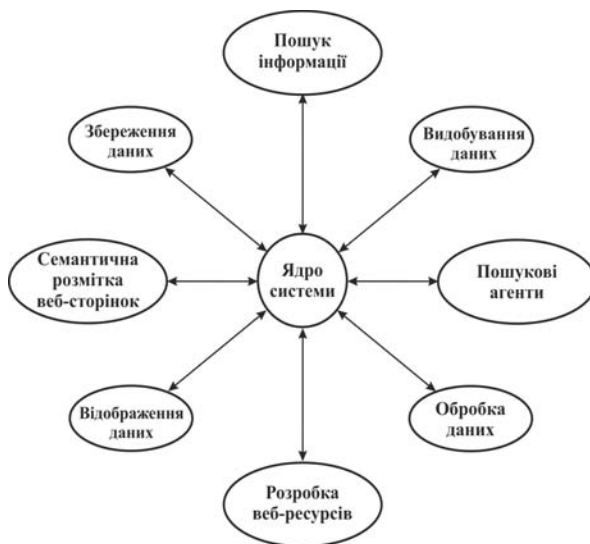 Пошук
інформації
Збереження
даних
Видобування
даних
Семантична
розмітка
веб-сторінок
Ядро
системи
Пошукові
агенти
Відображення
даних
Обробка
даних
Розробка
веб-ресурсів